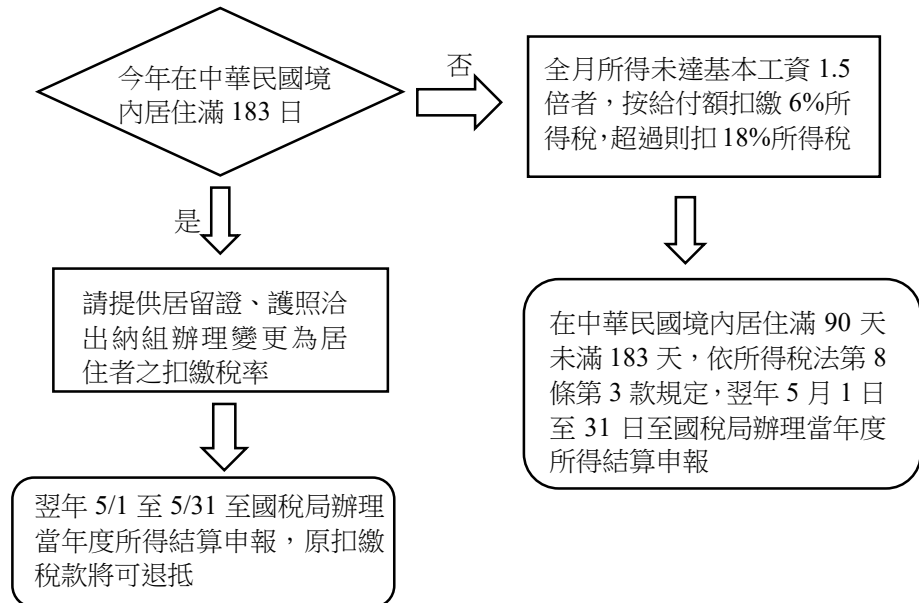 今年在中華民國境
內居住滿 183 日
否
全月所得未達基本工資 1.5
倍者，按給付額扣繳 6%所
得稅，超過則扣 18%所得稅
是
請提供居留證、護照洽
出納組辦理變更為居
住者之扣繳稅率
在中華民國境內居住滿 90 天
未滿 183 天，依所得稅法第 8
條第 3 款規定，翌年 5 月 1 日
至 31 日至國稅局辦理當年度
所得結算申報
翌年 5/1 至 5/31 至國稅局辦理
當年度所得結算申報，原扣繳
稅款將可退抵